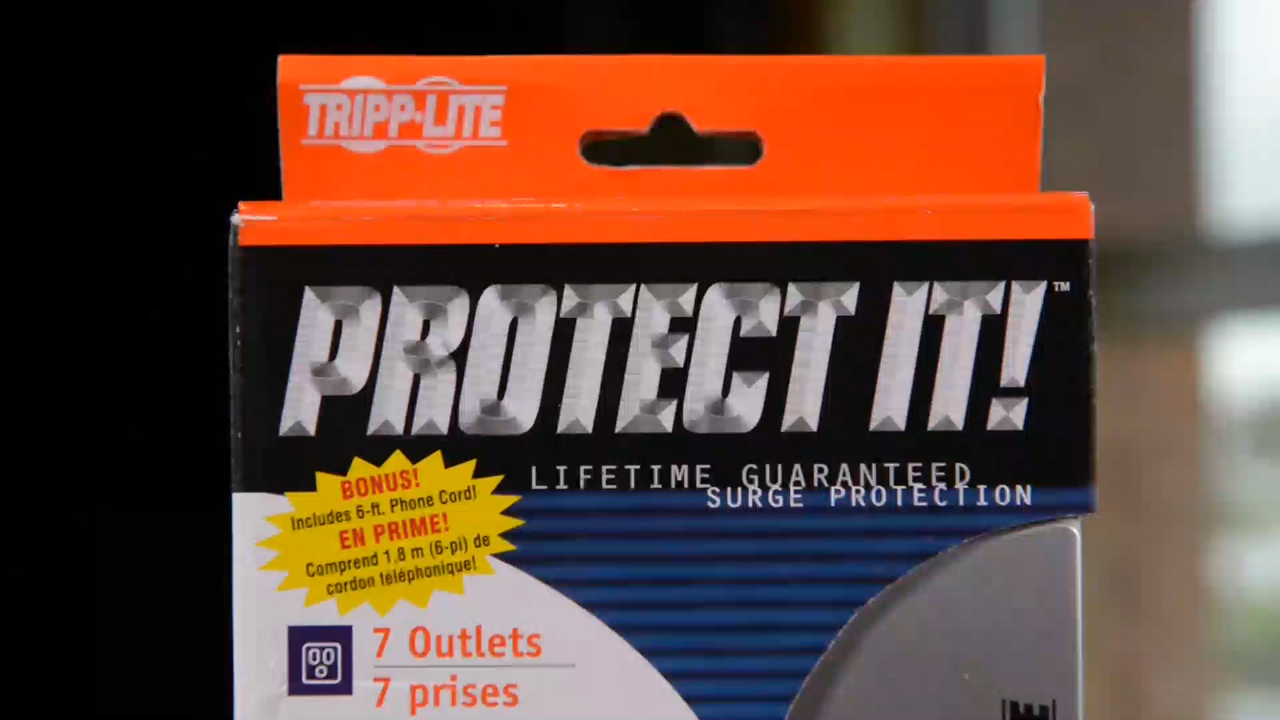 TRIPP·LITE
PROTECT IT!™
LIFETIME GUARANTEED
SURGE PROTECTION
BONUS!
Includes 6-ft. Phone Cord!
EN PRIME!
Comprend 1,8 m (6-pi) de
cordon téléphonique!
7 Outlets
7 prises